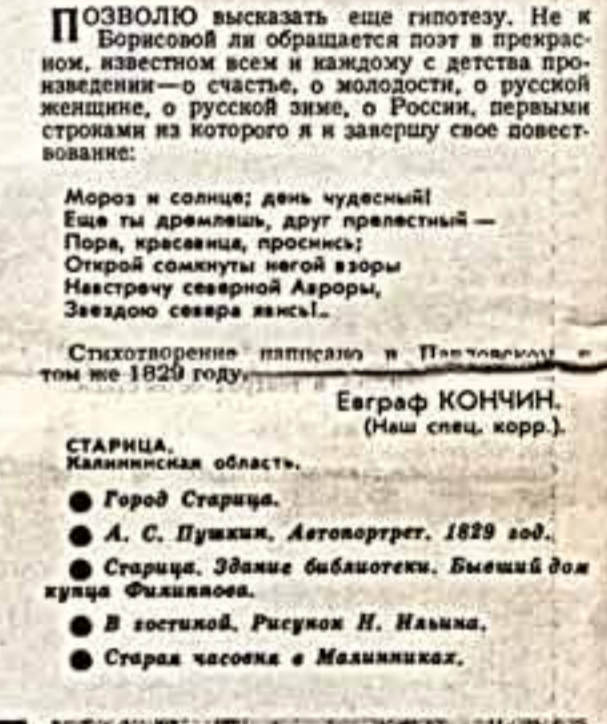 ПОЗВОЛЮ высказать еще гипотезу. Не к
Борисовой ли обращается поэт в прекрас-
ном, известном всем и каждому с детства про-
изведении—о счастье, о молодости, о русской
женщине, о русской зиме, о России, первыми
строками из которого я и завершу свое повест-
вование:
Мороз и солнце; день чудесный!
Еще ты дремлешь, друг прелестный —
Пора, красавица, проснись;
Открой сомкнуты негой взоры
Навстречу северной Авроры,
Звездою севера явись!..
Стихотворение написано в Павловском в
том же 1829 году.
Евграф КОНЧИН.
(Наш спец. корр.).
СТАРИЦА.
Калининская область.
● Город Старица.
● А. С. Пушкин. Автопортрет. 1829 год.
● Старица. Здание библиотеки. Бывший дом
купца Филиппова.
● В гостиной. Рисунок Н. Ильина.
● Старая часовня в Малинниках.